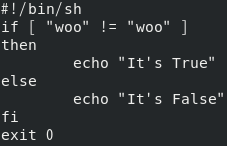 #!/bin/sh
if [ "woo" != "woo" ]
then
        echo "It's True"
else
        echo "It's False"
fi
exit 0